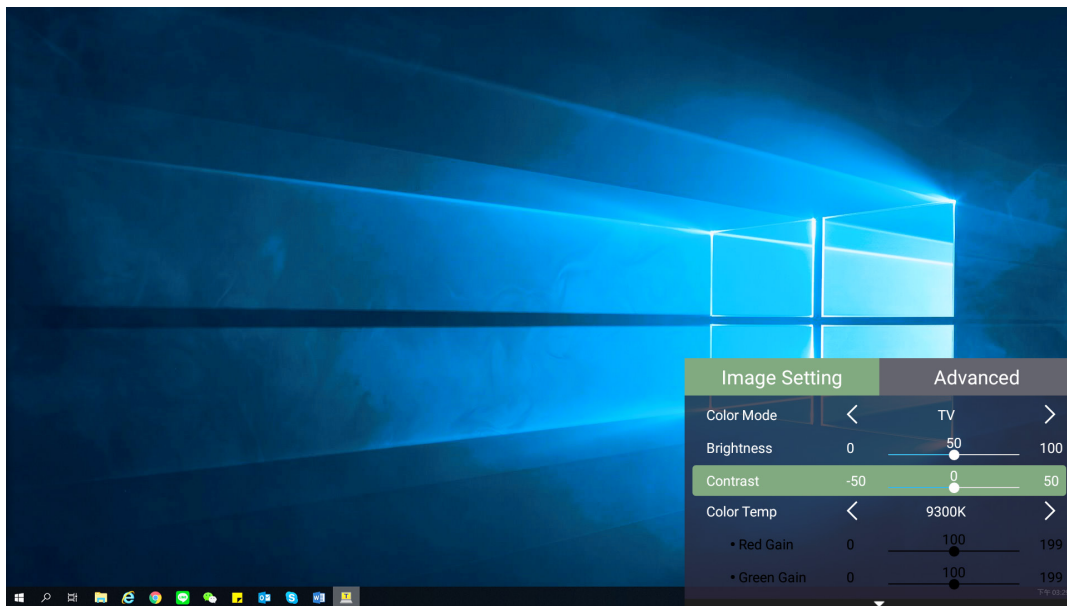 Image Setting Advanced
Color Mode TV
Brightness 0 50 100
Contrast -50 0 50
Color Temp 9300K
• Red Gain 0 100 199
• Green Gain 0 100 199